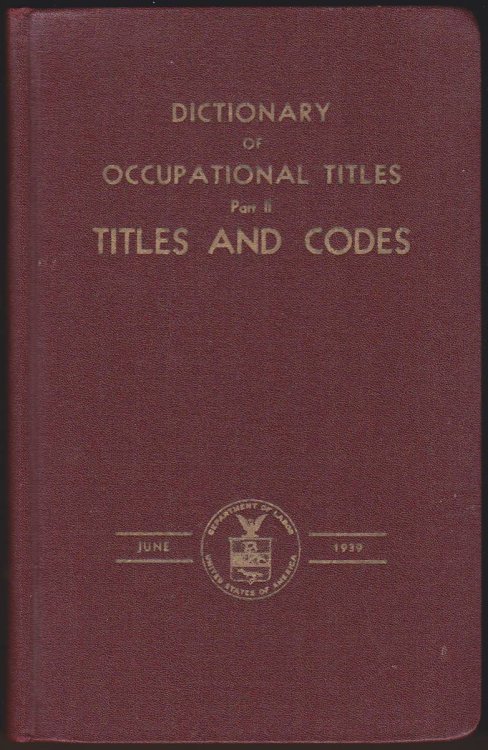 DICTIONARY
OF
OCCUPATIONAL TITLES
Part II
TITLES AND CODES
JUNE
1939
DEPARTMENT OF LABOR
UNITED STATES OF AMERICA